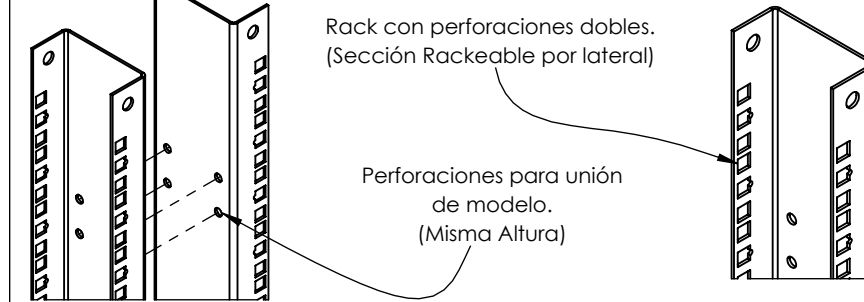 Rack con perforaciones dobles.
(Sección Rackeable por lateral)
Perforaciones para unión
de modelo.
(Misma Altura)